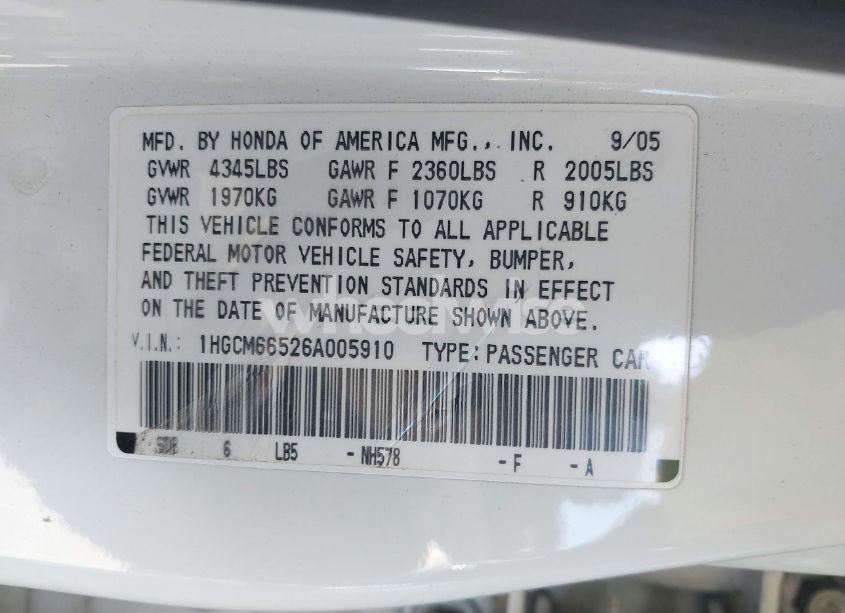 MFD. BY HONDA OF AMERICA MFG., INC. 9/05
GVWR 4345LBS GAWR F 2360LBS R 2005LBS
GVWR 1970KG GAWR F 1070KG R 910KG
THIS VEHICLE CONFORMS TO ALL APPLICABLE
FEDERAL MOTOR VEHICLE SAFETY, BUMPER,
AND THEFT PREVENTION STANDARDS IN EFFECT
ON THE DATE OF MANUFACTURE SHOWN ABOVE.
V.I.N.: 1HGCM66526A005910 TYPE: PASSENGER CAR
SDB 6 LB5 - NH578 - F - A